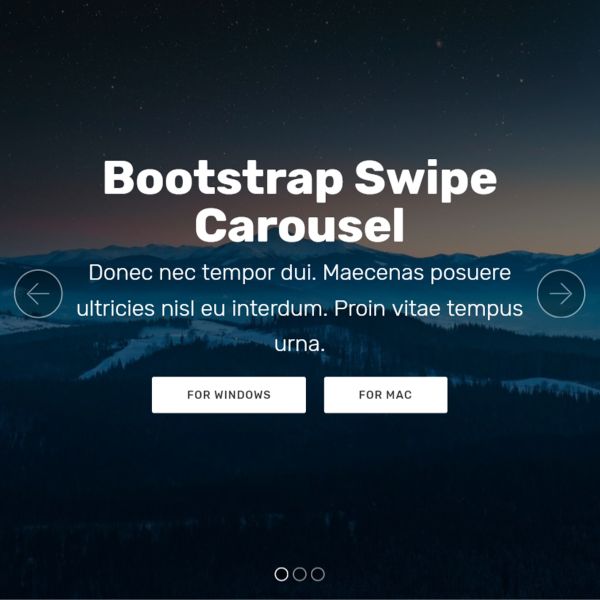 Bootstrap Swipe
Carousel
Donec nec tempor dui. Maecenas posuere
ultricies nisl eu interdum. Proin vitae tempus
urna.
FOR WINDOWS
FOR MAC